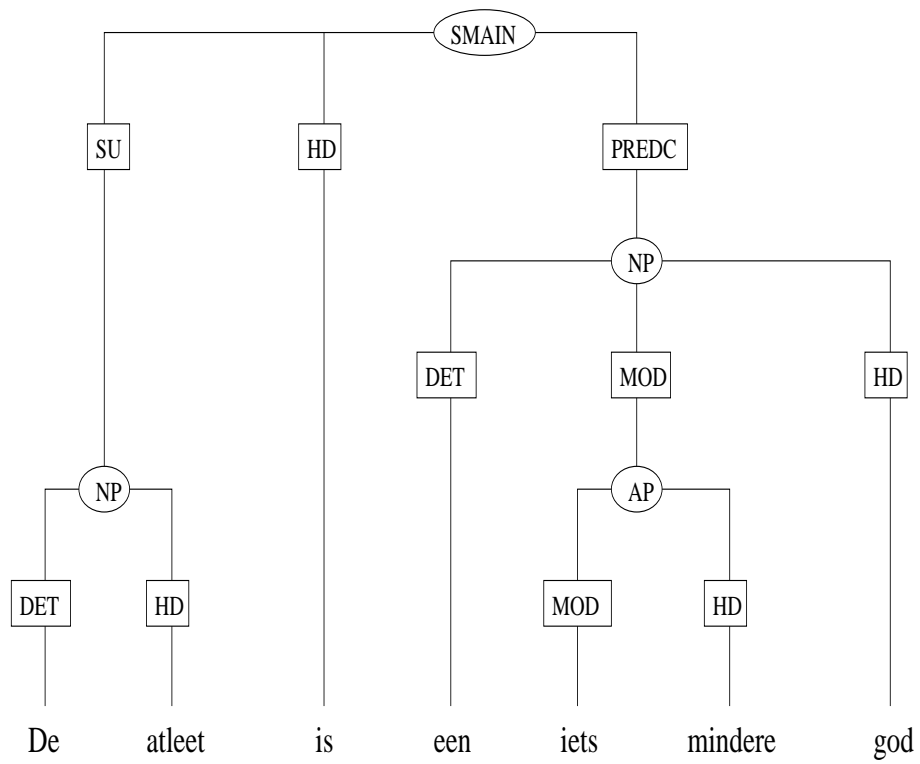 SMAIN
SU HD PREDC
NP
DET MOD HD
NP AP
DET HD MOD HD
De atleet is een iets mindere god